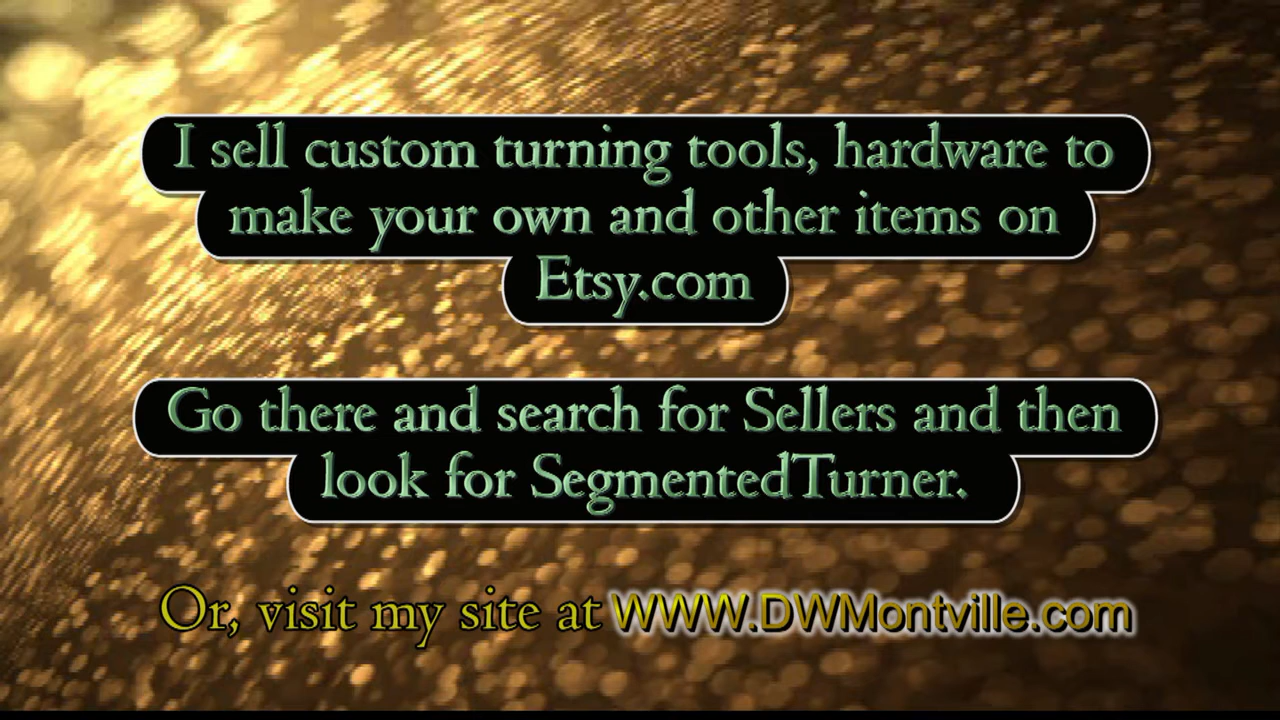 I sell custom turning tools, hardware to
make your own and other items on
Etsy.com
Go there and search for Sellers and then
look for SegmentedTurner.
Or, visit my site at WWW.DWMontville.com